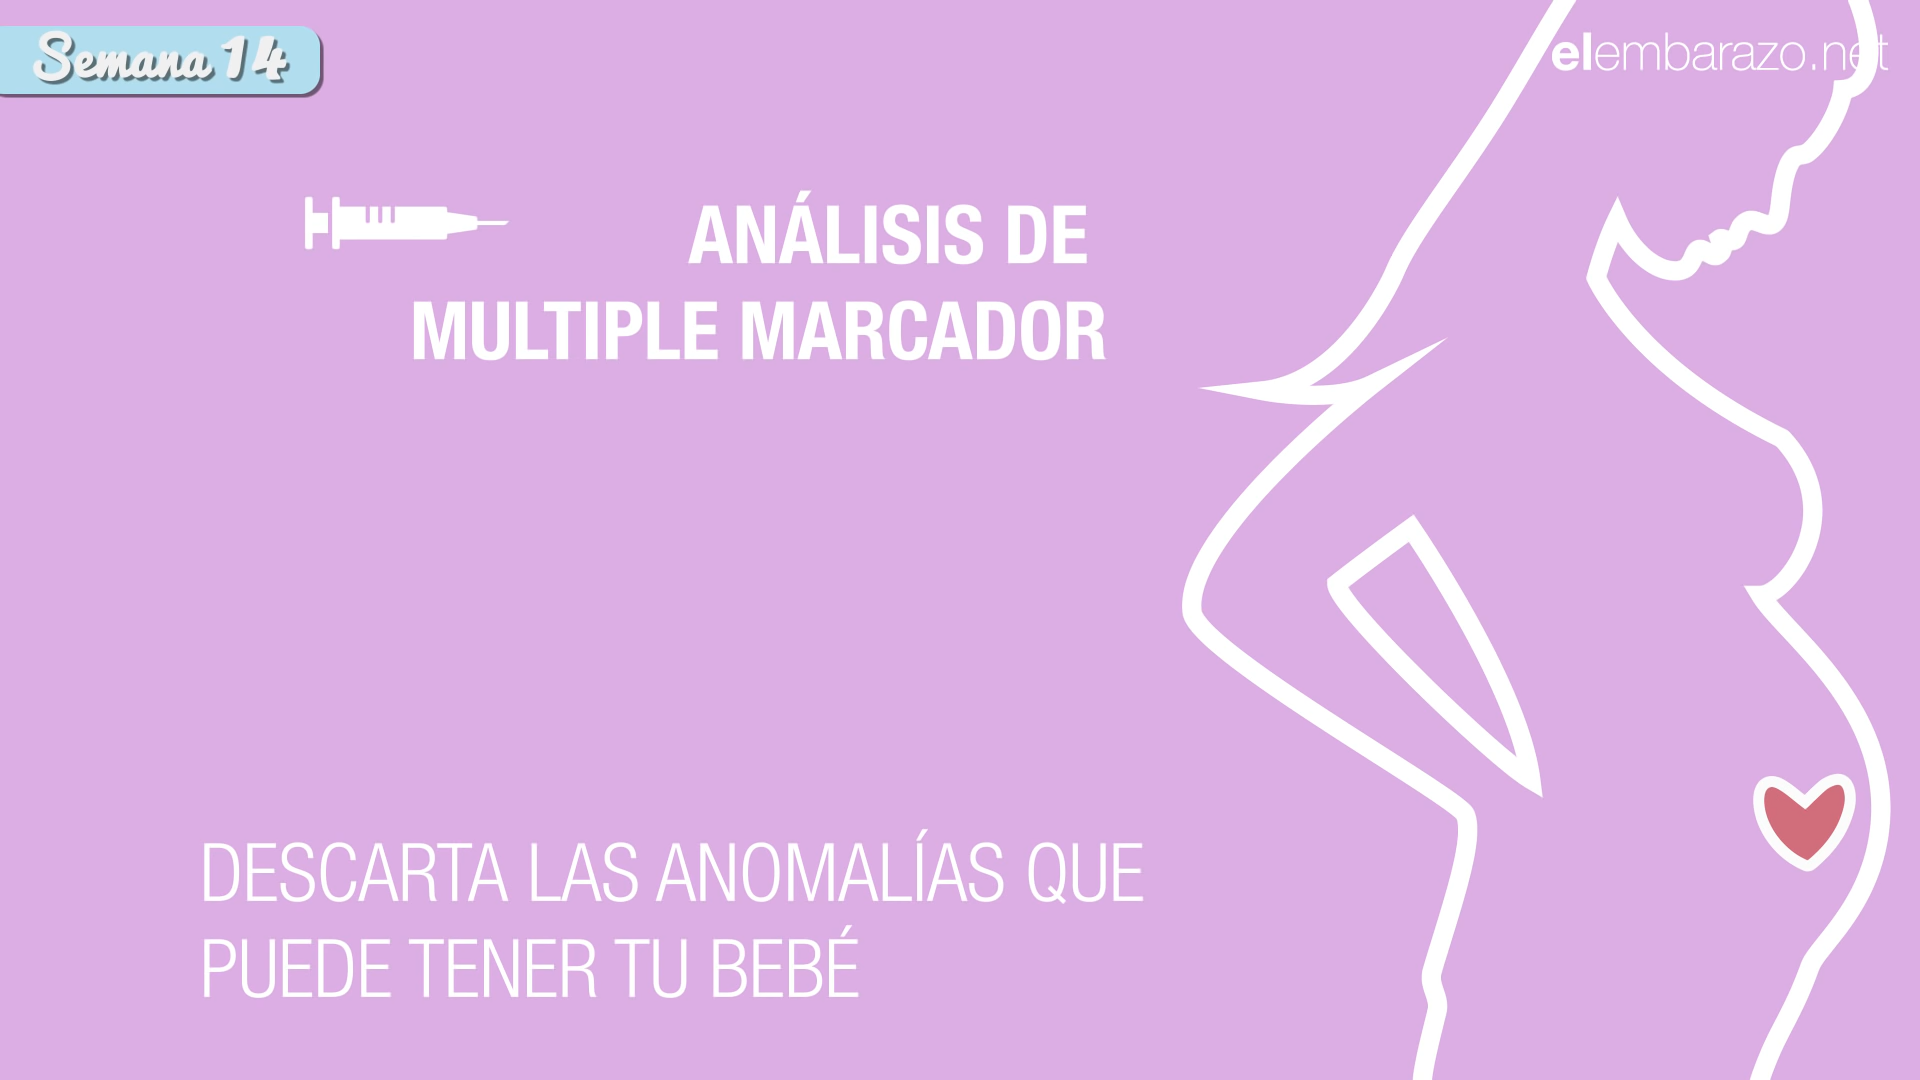 Semana 14
elembarazo.net
ANÁLISIS DE
MULTIPLE MARCADOR
DESCARTA LAS ANOMALÍAS QUE
PUEDE TENER TU BEBÉ